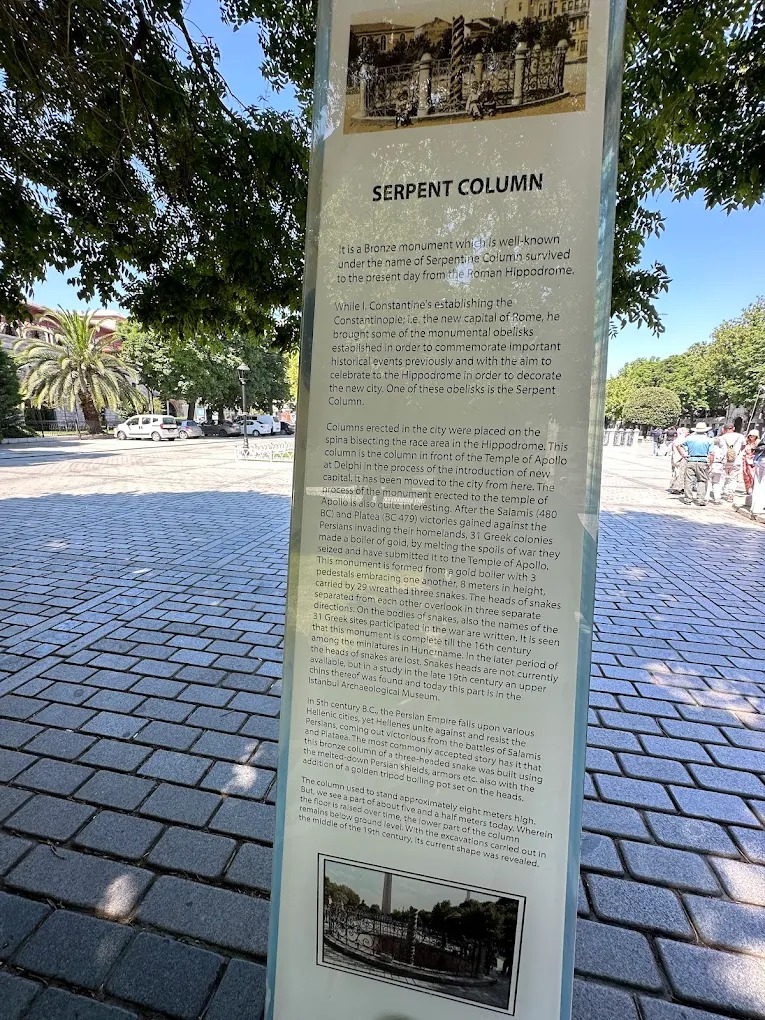 SERPENT COLUMN
It is a Bronze monument which is well-known
under the name of Serpentine Column survived
to the present day from the Roman Hippodrome.
While I. Constantine's establishing the
Constantinople; i.e. the new capital of Rome, he
brought some of the monumental obelisks
established in order to commemorate important
historical events previously and with the aim to
celebrate to the Hippodrome in order to decorate
the new city. One of these obelisks is the Serpent
Column.
Columns erected in the city were placed on the
spina bisecting the race area in the Hippodrome. This
column is the column in front of the Temple of Apollo
at Delphi in the process of the introduction of new
capital. It has been moved to the city from here. The
process of the monument erected to the temple of
Apollo is also quite interesting. After the Salamis (480
BC) and Platea (BC 479) victories gained against the
Persians invading their homelands, 31 Greek colonies
made a boiler of gold, by melting the spoils of war they
seized and have submitted it to the Temple of Apollo.
This monument is formed from a gold boiler with 3
pedestals embracing one another, 8 meters in height,
carried by 29 wreathed three snakes. The heads of snakes
separated from each other overlook in three separate
directions. On the bodies of snakes, also the names of the
31 Greek sites participated in the war are written. It is seen
that this monument is complete till the 16th century
among the miniatures in Hunername. In the later period of
the heads of snakes are lost. Snakes heads are not currently
available, but in a study in the late 19th century an upper
chins thereof was found and today this part is in the
Istanbul Archaeological Museum.
In 5th century B.C., the Persian Empire falls upon various
Hellenic cities, yet Hellenes unite against and resist the
Persians, coming out victorious from the battles of Salamis
and Plataea. The most commonly accepted story has it that
this bronze column of a three-headed snake was built using
the melted-down Persian shields, armors etc. also with the
addition of a golden tripod boiling pot set on the heads.
The column used to stand approximately eight meters high.
But, we see a part of about five and a half meters today. Wherein
the floor is raised over time, the lower part of the column
remains below ground level. With the excavations carried out in
the middle of the 19th century, its current shape was revealed.